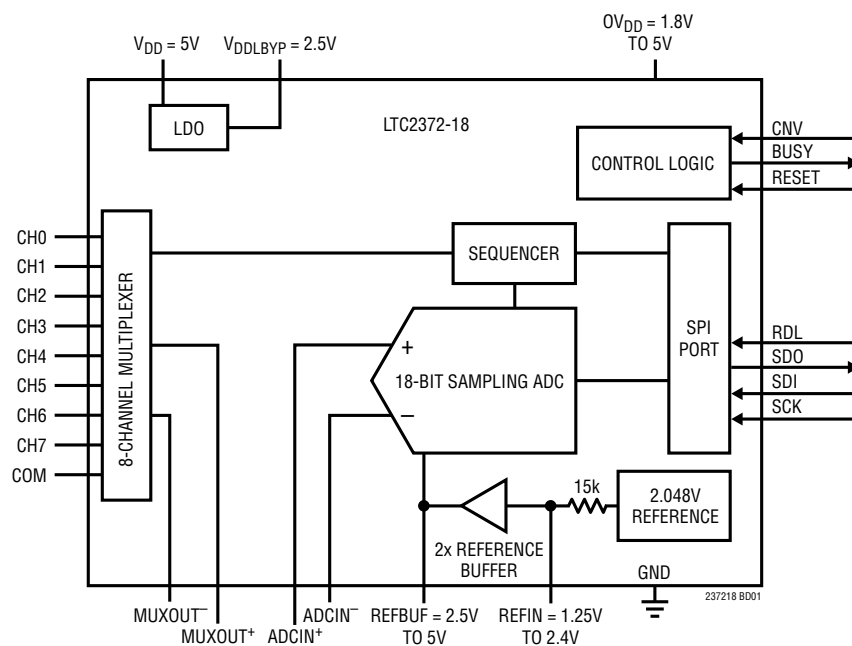 V_DD = 5V
V_DDLBYP = 2.5V
OV_DD = 1.8V
TO 5V
LDO
LTC2372-18
CONTROL LOGIC
CNV
BUSY
RESET
CH0
CH1
CH2
CH3
CH4
CH5
CH6
CH7
COM
8-CHANNEL MULTIPLEXER
SEQUENCER
+
18-BIT SAMPLING ADC
–
SPI
PORT
RDL
SDO
SDI
SCK
15k
2.048V
REFERENCE
2x REFERENCE
BUFFER
GND
237218 BD01
MUXOUT⁻
MUXOUT⁺
ADCIN⁺
ADCIN⁻
REFBUF = 2.5V
TO 5V
REFIN = 1.25V
TO 2.4V